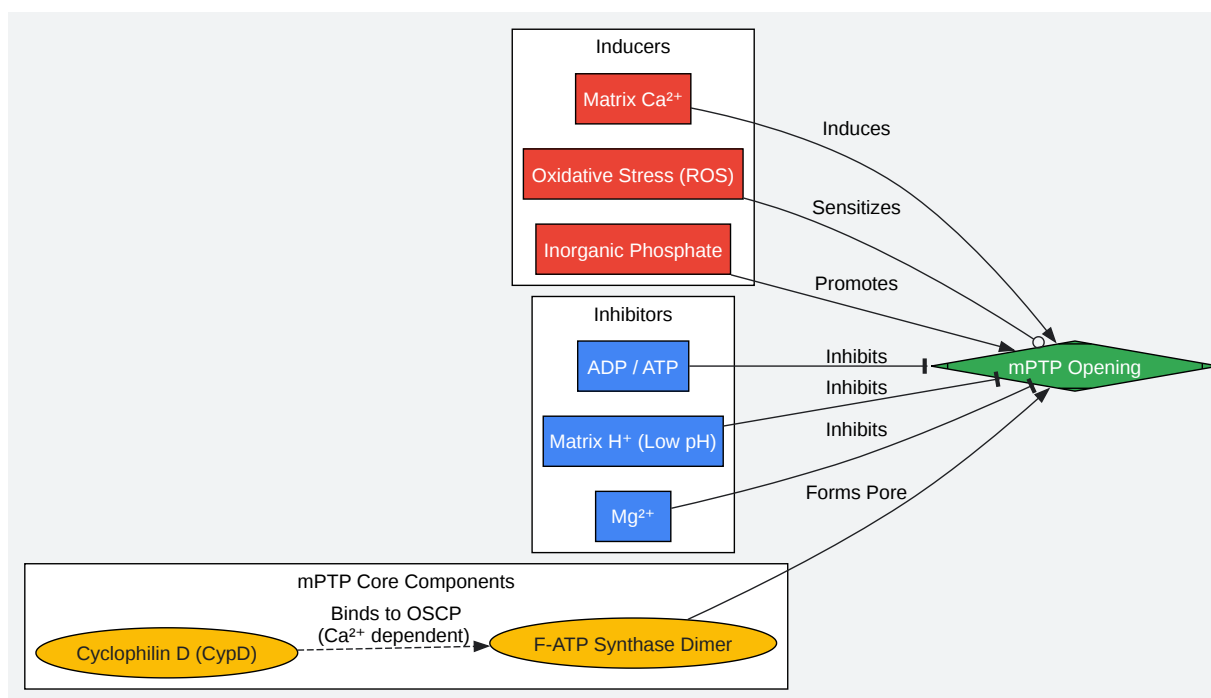 Inducers
Matrix Ca²⁺
Induces
Oxidative Stress (ROS)
Sensitizes
Inorganic Phosphate
Promotes
Inhibitors
ADP / ATP
Inhibits
mPTP Opening
Matrix H⁺ (Low pH)
Inhibits
Inhibits
Mg²⁺
Forms Pore
mPTP Core Components
Binds to OSCP
(Ca²⁺ dependent)
Cyclophilin D (CypD)
F-ATP Synthase Dimer